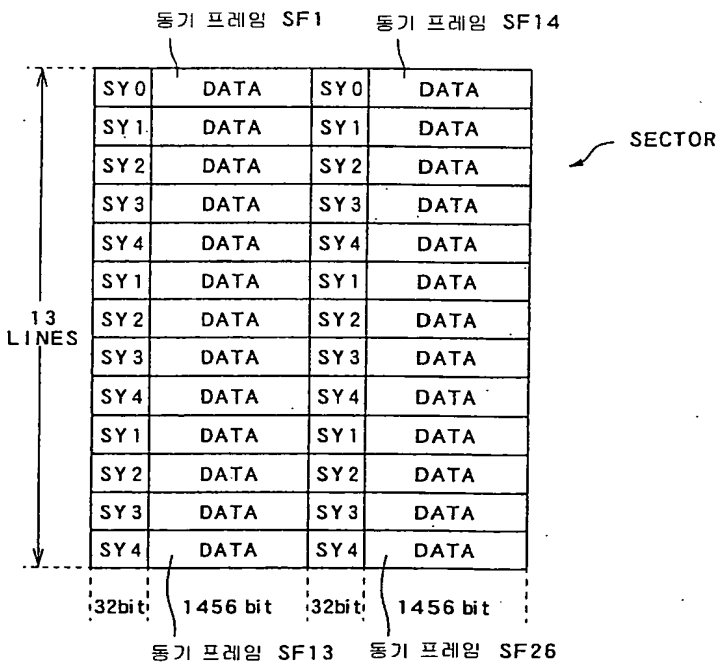 동기 프레임 SF1 동기 프레임 SF14
SY0 DATA SY0 DATA
SY1 DATA SY1 DATA
SECTOR
SY2 DATA SY2 DATA
SY3 DATA SY3 DATA
SY4 DATA SY4 DATA
SY1 DATA SY1 DATA
13
LINES
SY2 DATA SY2 DATA
SY3 DATA SY3 DATA
SY4 DATA SY4 DATA
SY1 DATA SY1 DATA
SY2 DATA SY2 DATA
SY3 DATA SY3 DATA
SY4 DATA SY4 DATA
32bit 1456 bit 32bit 1456 bit
동기 프레임 SF13 동기 프레임 SF26